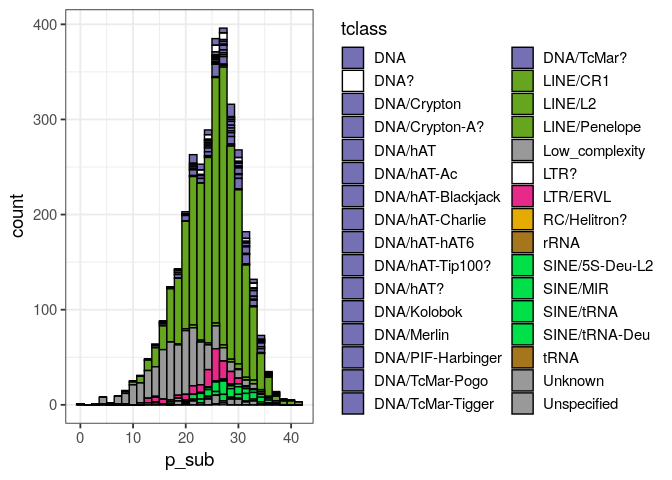 400
300
200
100
0
count
0
10
20
30
40
p_sub
tclass
DNA
DNA?
DNA/Crypton
DNA/Crypton-A?
DNA/hAT
DNA/hAT-Ac
DNA/hAT-Blackjack
DNA/hAT-Charlie
DNA/hAT-hAT6
DNA/hAT-Tip100?
DNA/hAT?
DNA/Kolobok
DNA/Merlin
DNA/PIF-Harbinger
DNA/TcMar-Pogo
DNA/TcMar-Tigger
DNA/TcMar?
LINE/CR1
LINE/L2
LINE/Penelope
Low_complexity
LTR?
LTR/ERVL
RC/Helitron?
rRNA
SINE/5S-Deu-L2
SINE/MIR
SINE/tRNA
SINE/tRNA-Deu
tRNA
Unknown
Unspecified